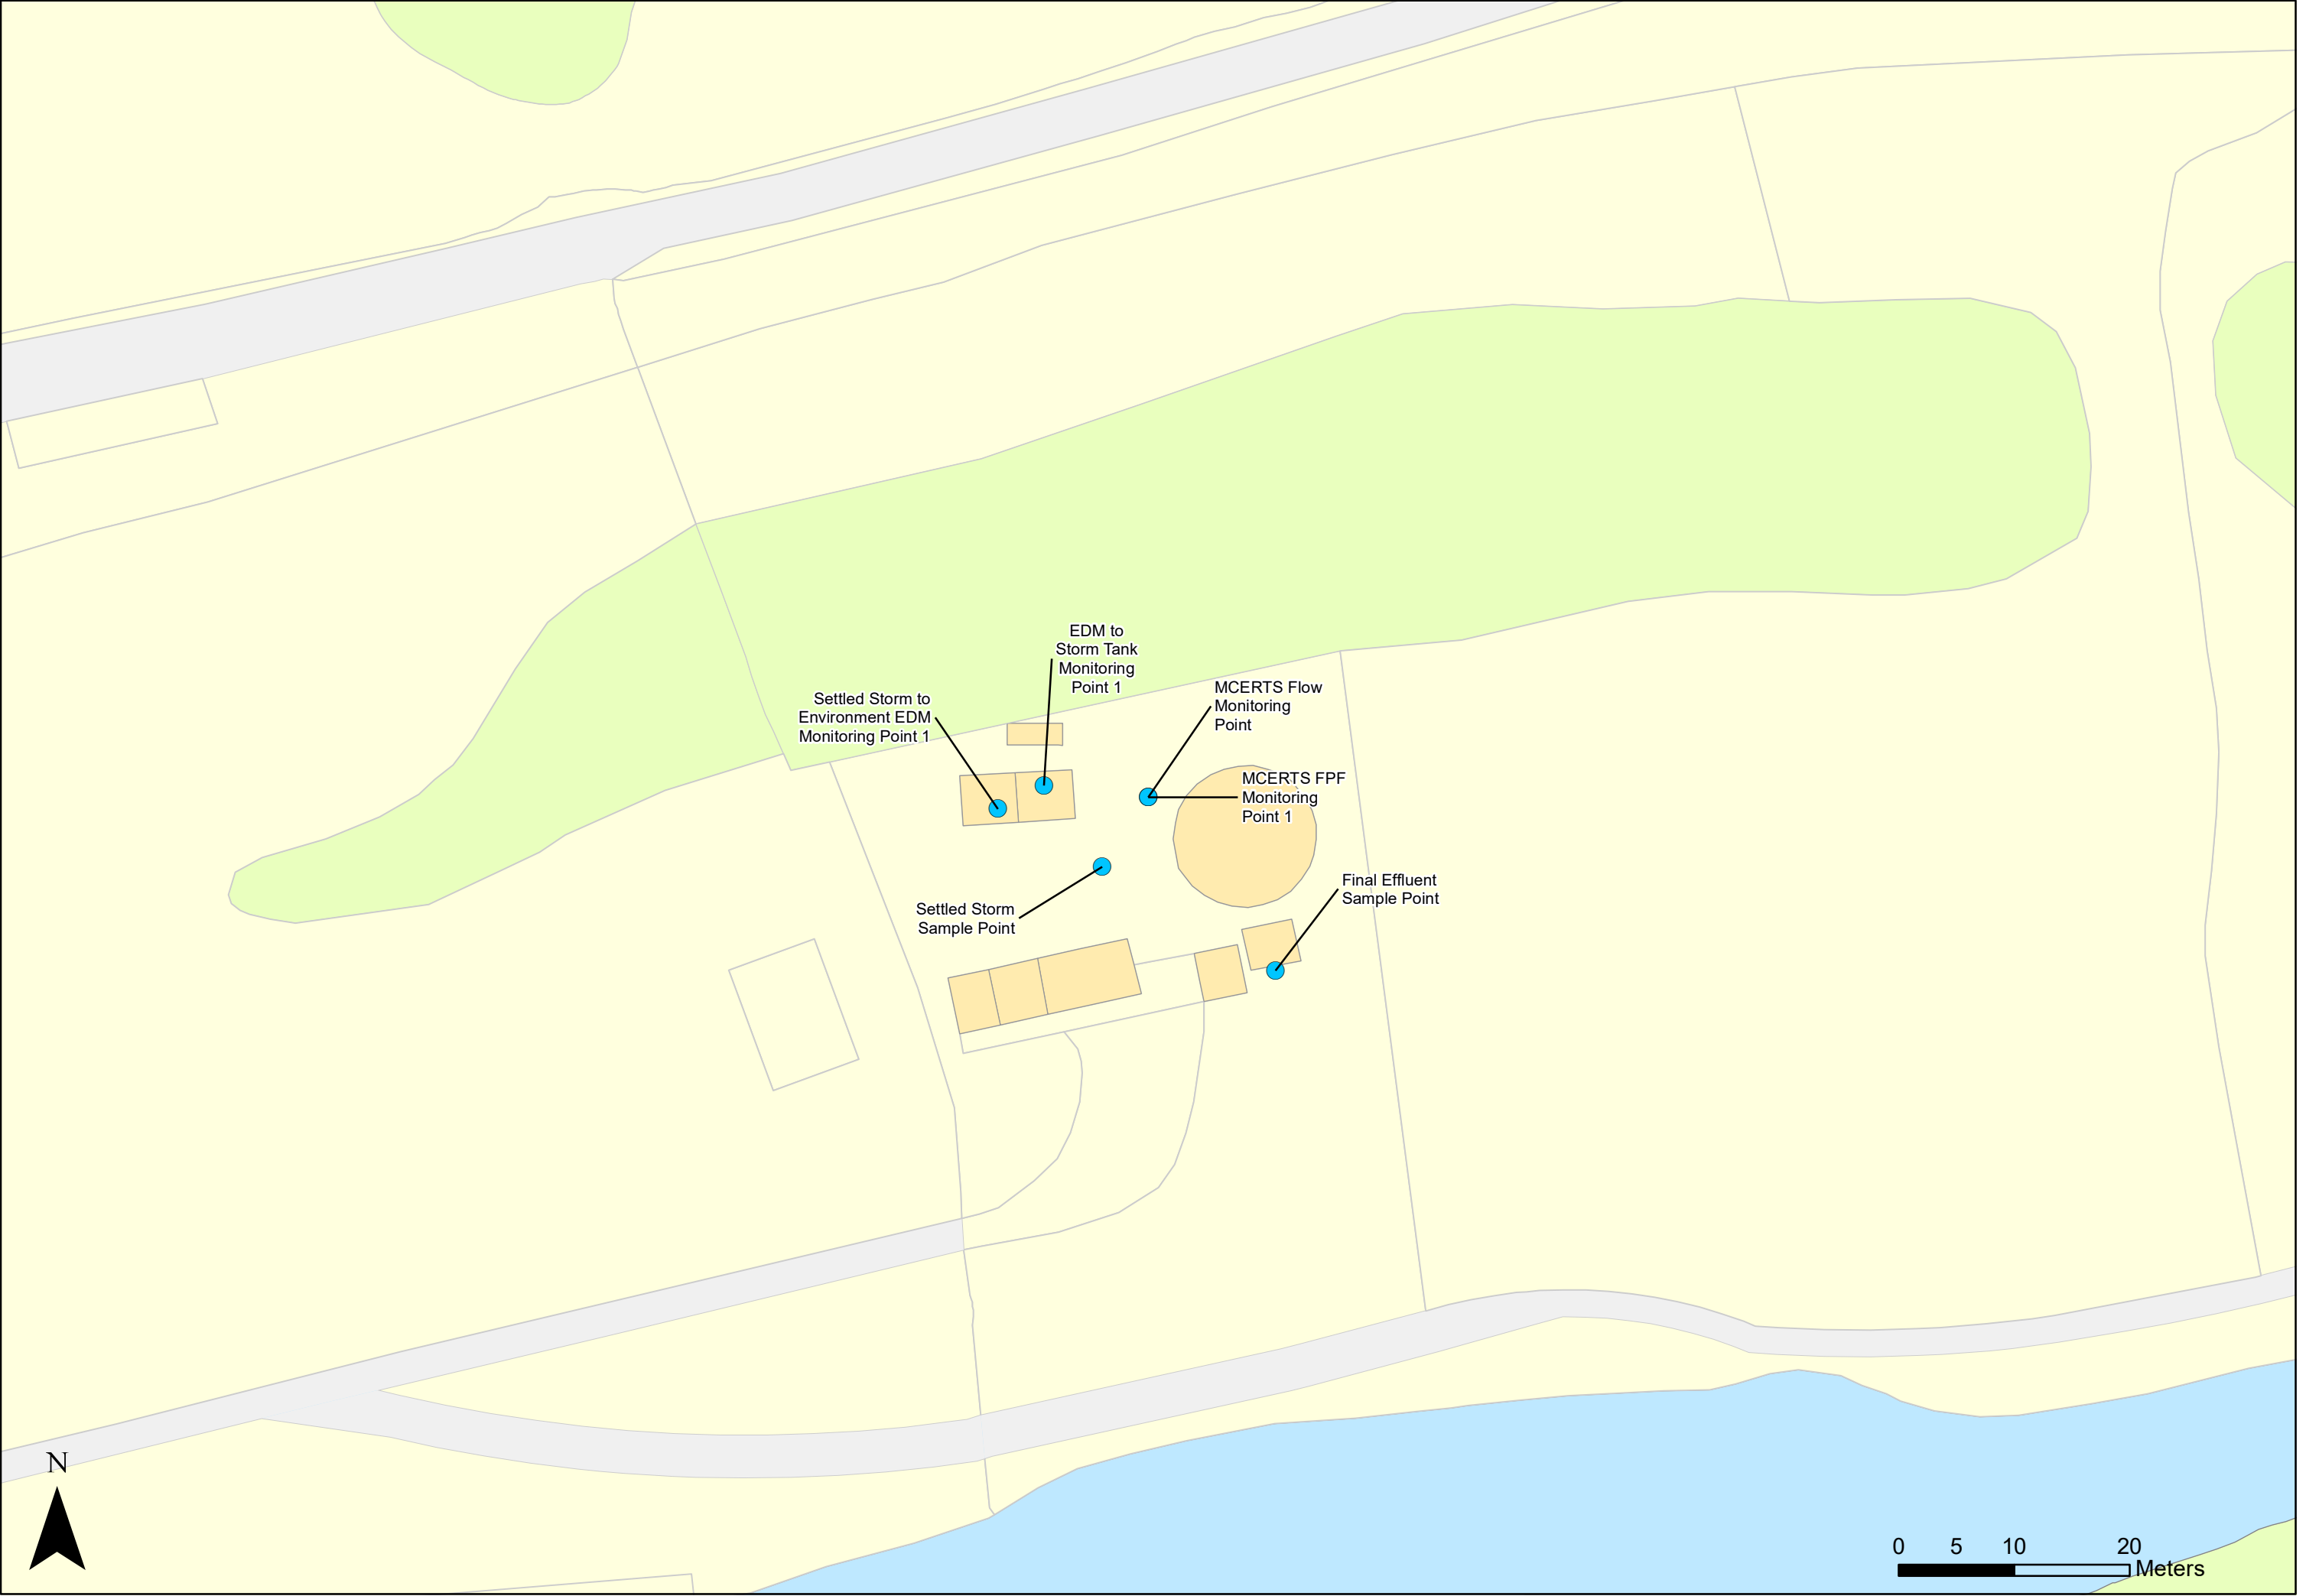 EDM to
Storm Tank
Monitoring
Point 1
Settled Storm to
Environment EDM
Monitoring Point 1
MCERTS Flow
Monitoring
Point
MCERTS FPF
Monitoring
Point 1
Final Effluent
Sample Point
Settled Storm
Sample Point
N
0 5 10 20
Meters